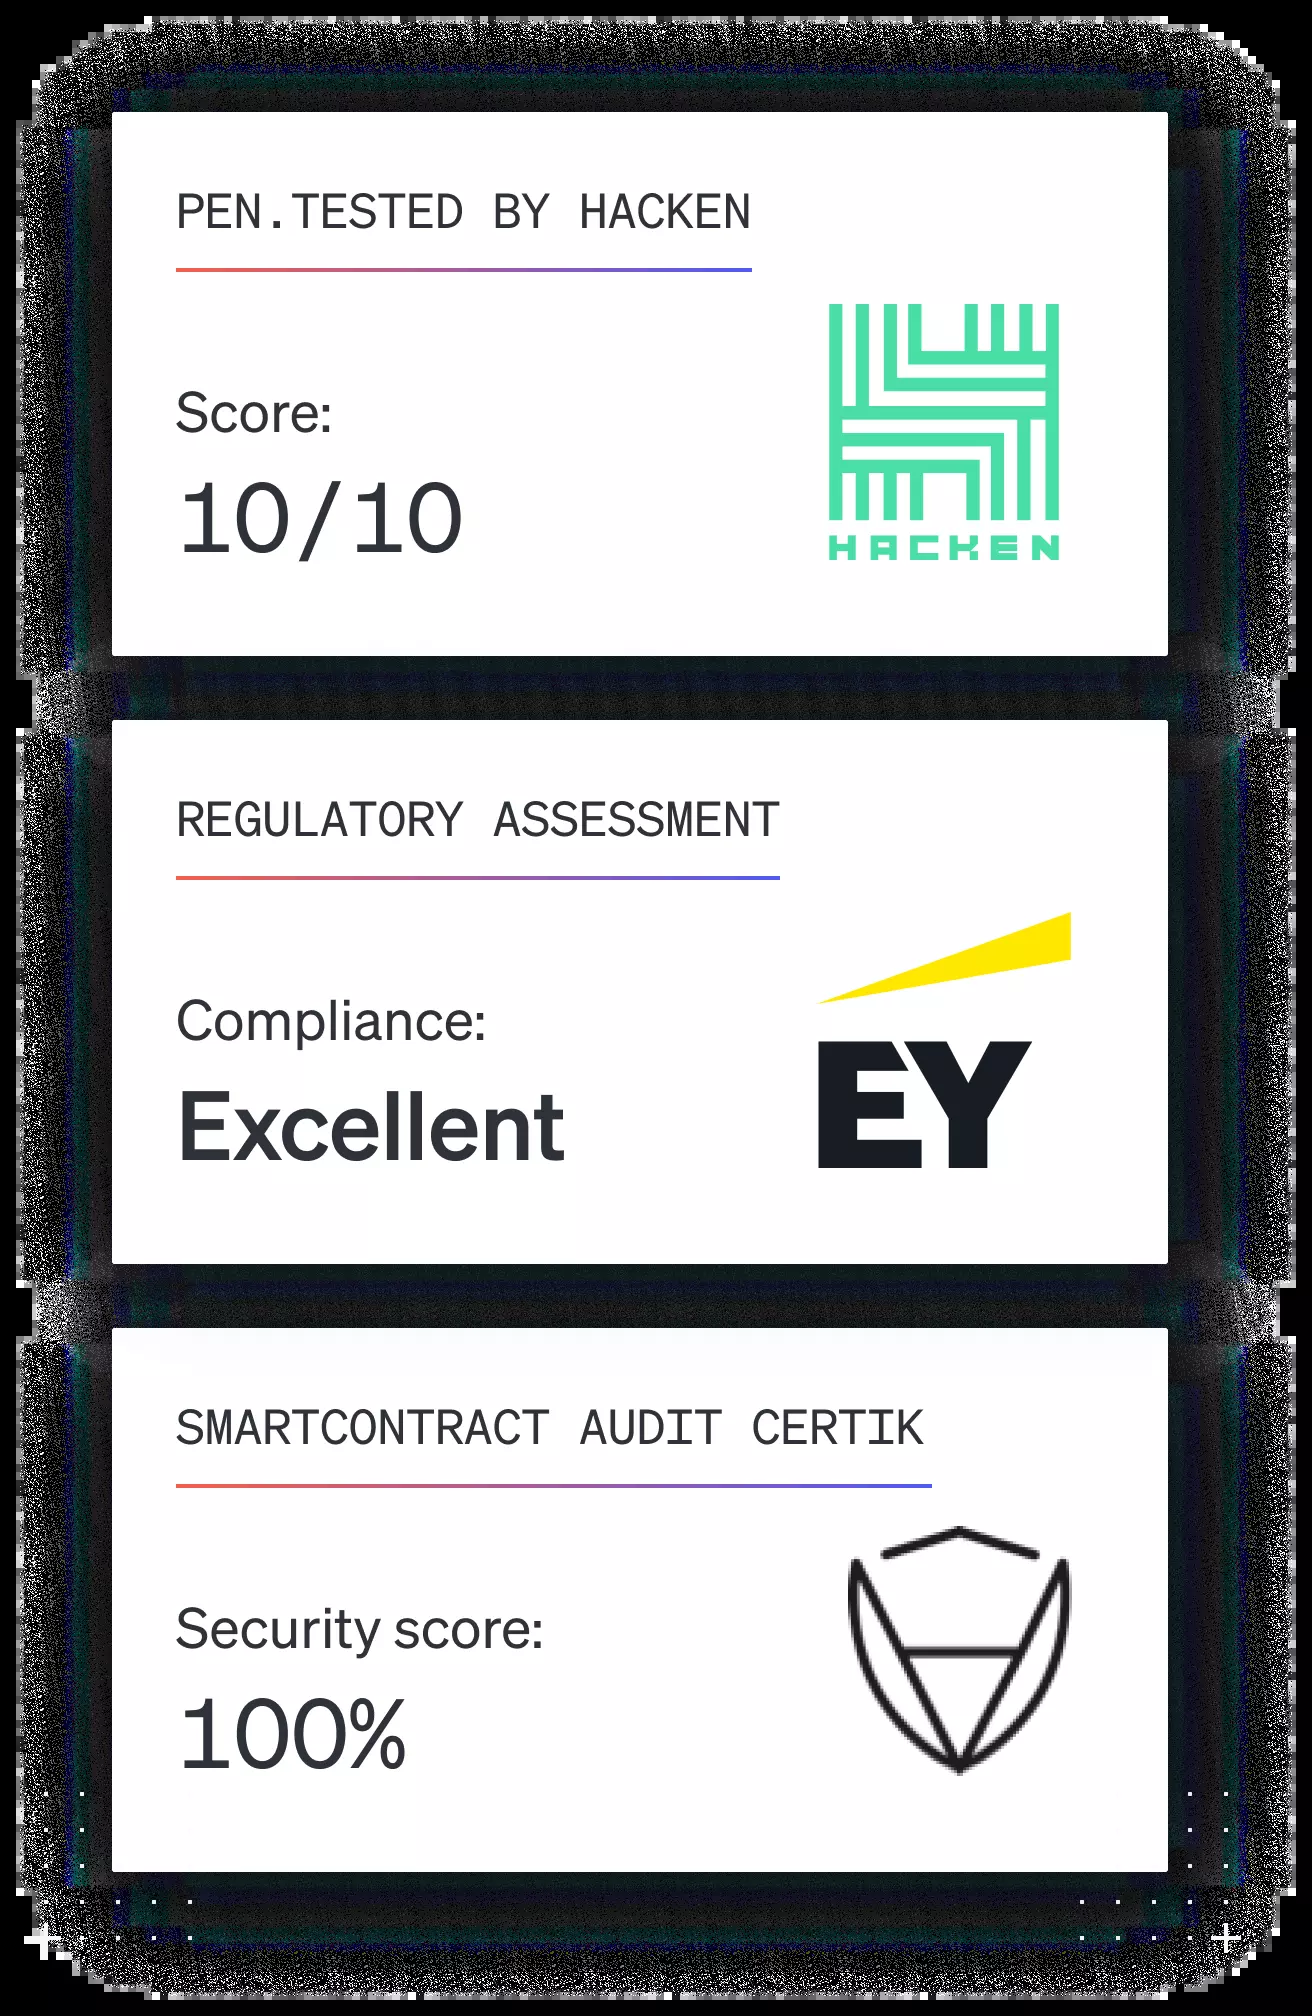 PEN.TESTED BY HACKEN
Score:
10/10
HACKEN
REGULATORY ASSESSMENT
Compliance:
Excellent
EY
SMARTCONTRACT AUDIT CERTIK
Security score:
100%